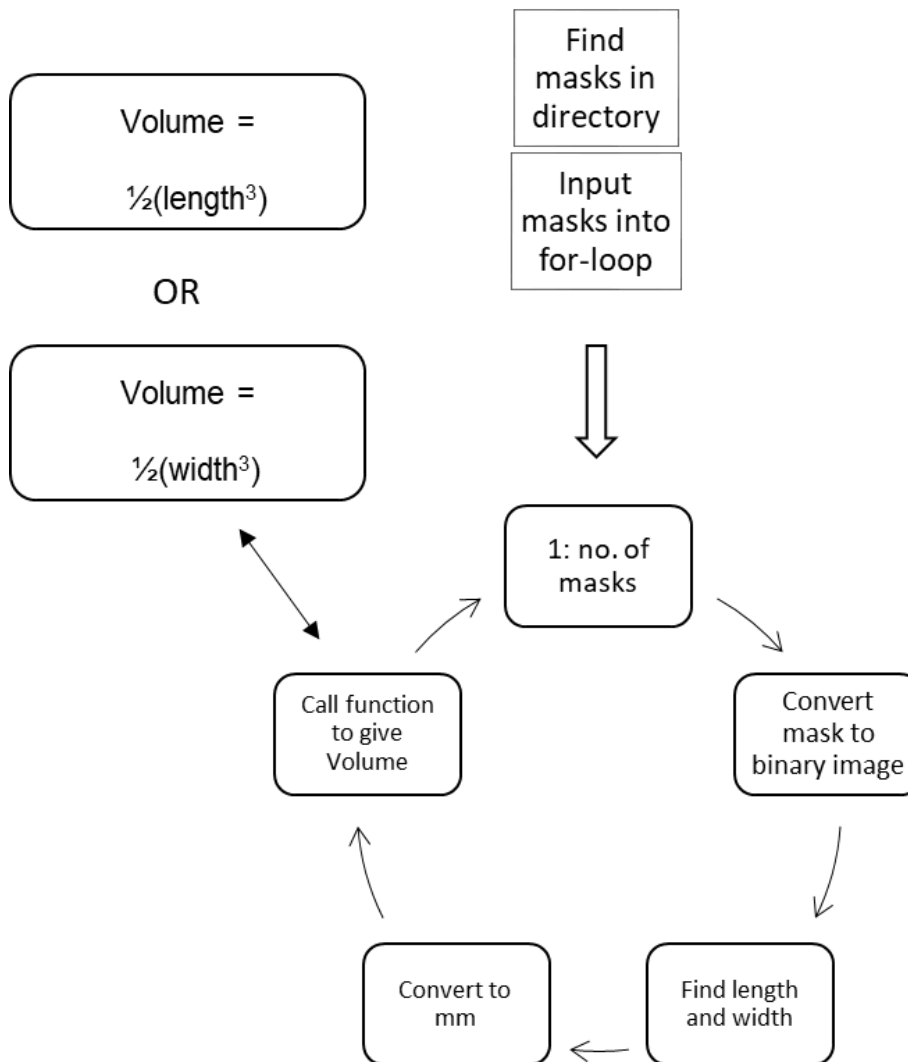 Find
masks in
directory
Input
masks into
for-loop
Volume =
½(length³)
OR
Volume =
½(width³)
1: no. of
masks
Convert
mask to
binary image
Find length
and width
Convert to
mm
Call function
to give
Volume